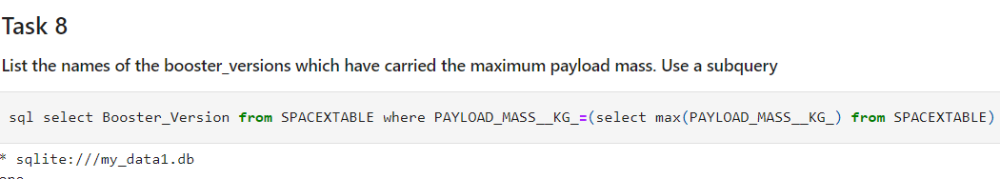 Task 8
List the names of the booster_versions which have carried the maximum payload mass. Use a subquery
sql select Booster_Version from SPACEXTABLE where PAYLOAD_MASS__KG_=(select max(PAYLOAD_MASS__KG_) from SPACEXTABLE)
* sqlite:///my_data1.db